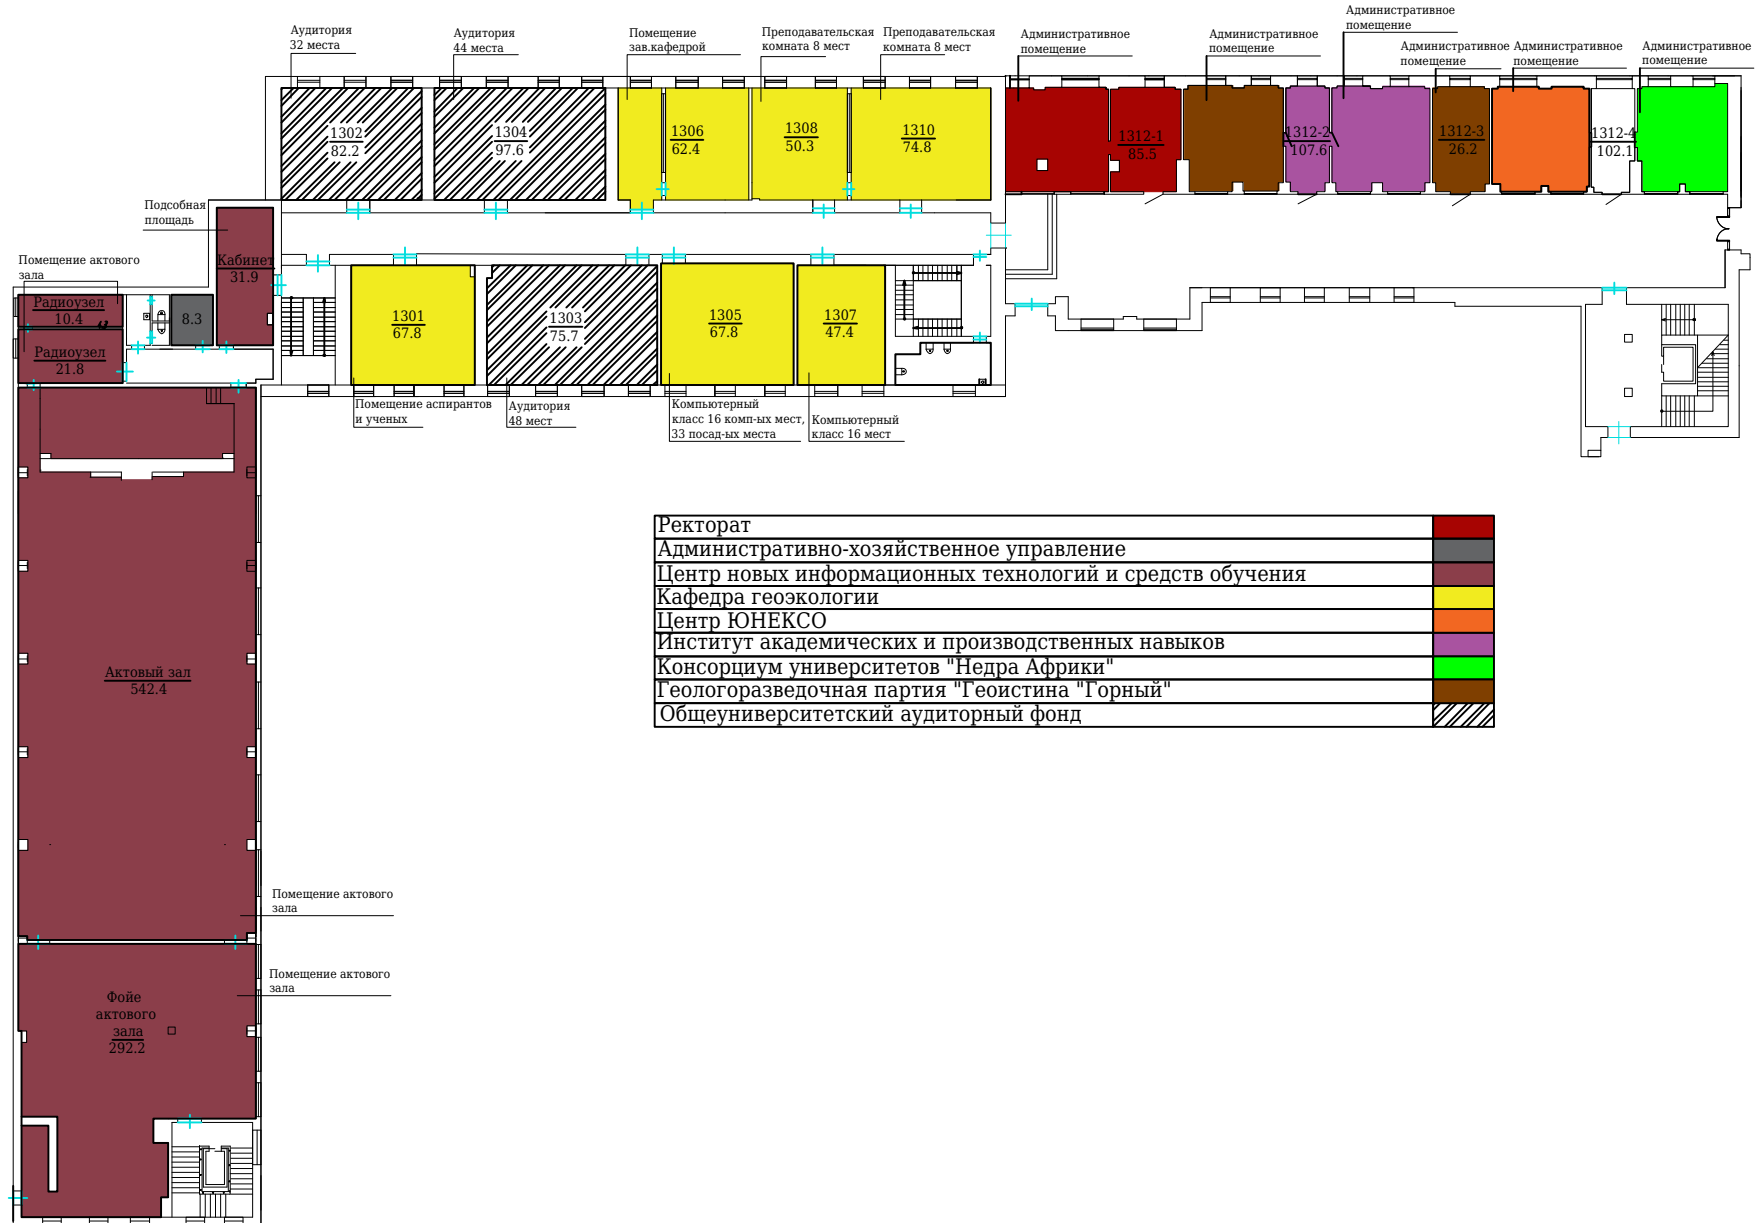 Аудитория
32 места
Аудитория
44 места
Помещение
зав.кафедрой
Преподавательская
комната 8 мест
Преподавательская
комната 8 мест
Административное
помещение
Административное
помещение
Административное
помещение
Административное
помещение
Административное
помещение
Административное
помещение
1302
82.2
1304
97.6
1306
62.4
1308
50.3
1310
74.8
1312-1
85.5
1312-2
107.6
1312-3
26.2
1312-4
102.1
Подсобная
площадь
Помещение актового
зала
Кабинет
31.9
Радиоузел
10.4
8.3
Радиоузел
21.8
1301
67.8
1303
75.7
1305
67.8
1307
47.4
Помещение аспирантов
и ученых
Аудитория
48 мест
Компьютерный
класс 16 комп-ых мест,
33 посад-ых места
Компьютерный
класс 16 мест
Ректорат
Административно-хозяйственное управление
Центр новых информационных технологий и средств обучения
Кафедра геоэкологии
Центр ЮНЕКСО
Институт академических и производственных навыков
Консорциум университетов "Недра Африки"
Геологоразведочная партия "Геоистина "Горный"
Общеуниверситетский аудиторный фонд
Актовый зал
542.4
Помещение актового
зала
Помещение актового
зала
Фойе
актового
зала
292.2